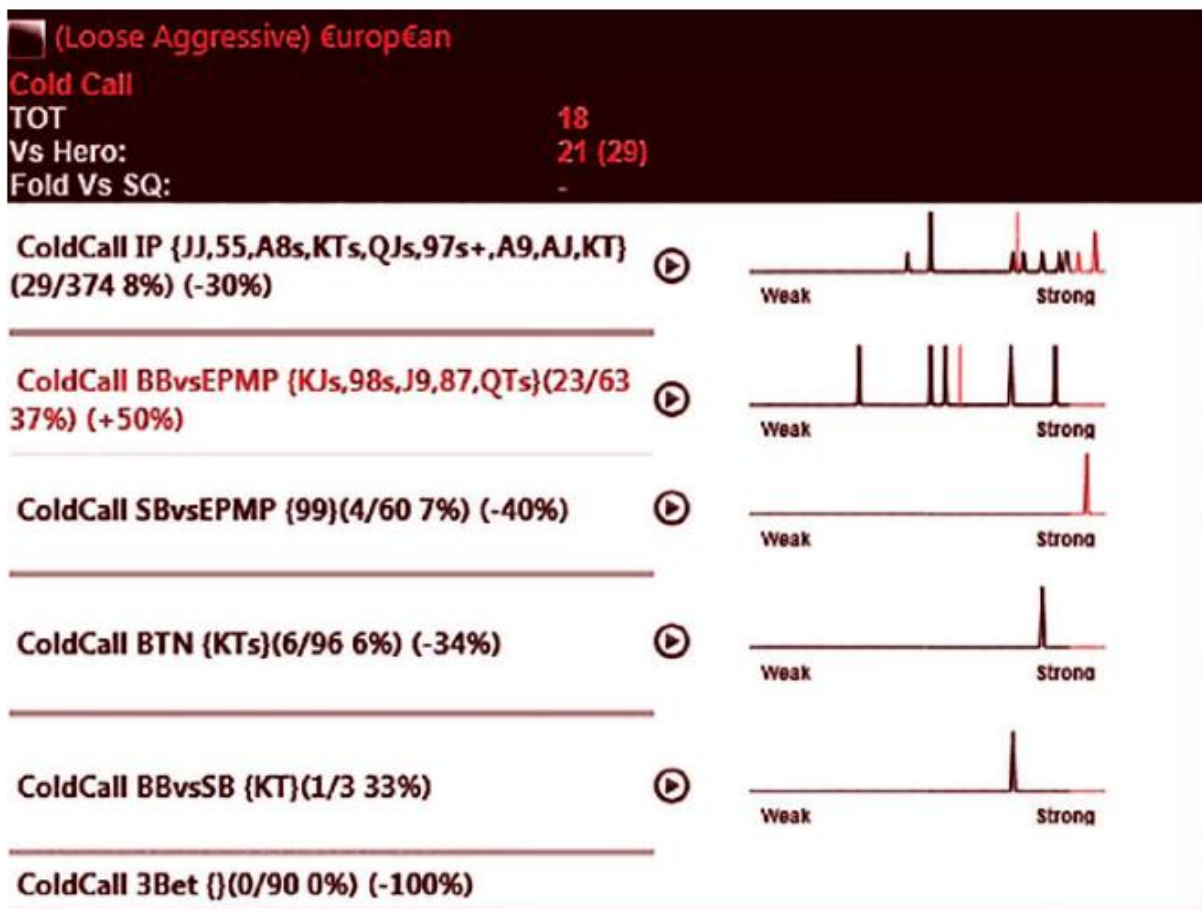 (Loose Aggressive) €urop€an
Cold Call
TOT 18
Vs Hero: 21 (29)
Fold Vs SQ: -
ColdCall IP {JJ,55,A8s,KTs,QJs,97s+,A9,AJ,KT}
(29/374 8%) (-30%)
Weak Strong
ColdCall BBvsEPMP {KJs,98s,J9,87,QTs}(23/63
37%) (+50%)
Weak Strong
ColdCall SBvsEPMP {99}(4/60 7%) (-40%)
Weak Strong
ColdCall BTN {KTs}(6/96 6%) (-34%)
Weak Strong
ColdCall BBvsSB {KT}(1/3 33%)
Weak Strong
ColdCall 3Bet {}(0/90 0%) (-100%)